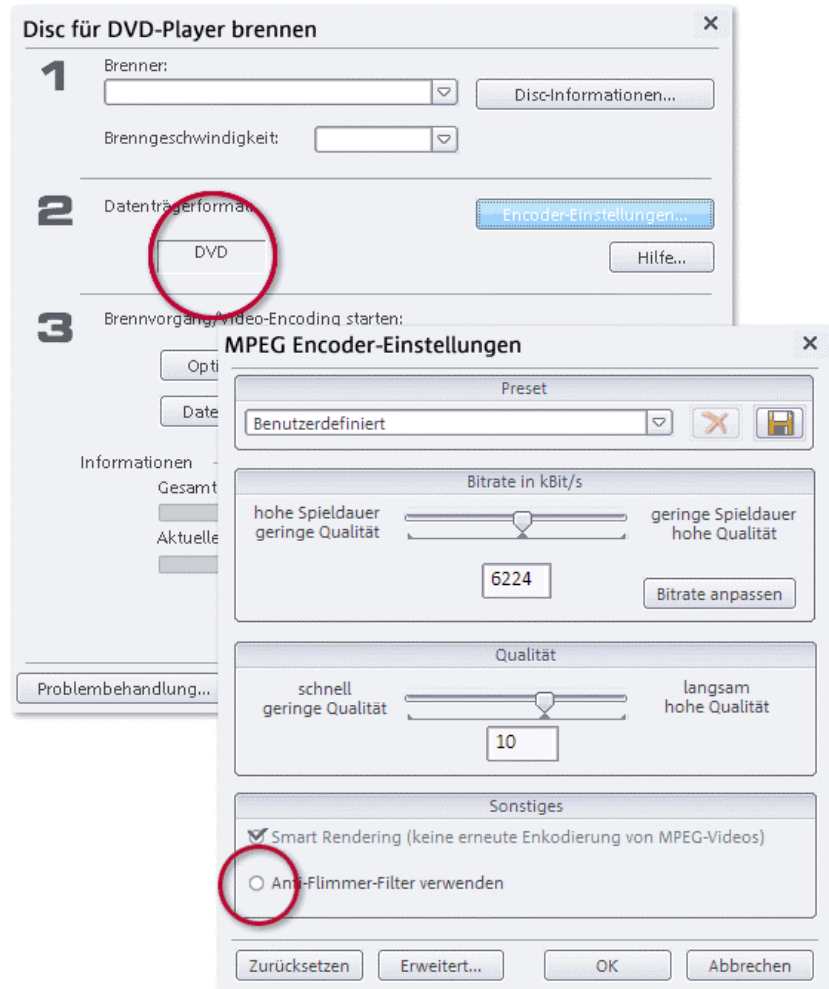 Disc für DVD-Player brennen
1
Brenner:
Disc-Informationen...
Brenngeschwindigkeit:
2
Datenträgerformat
Encoder-Einstellungen...
DVD
Hilfe...
3
Brennvorgang/Video-Encoding starten:
Opti
Date
Informationen
Gesamt
Aktuelle
Problembehandlung...
MPEG Encoder-Einstellungen
Preset
Benutzerdefiniert
Bitrate in kBit/s
hohe Spieldauer
geringe Qualität
geringe Spieldauer
hohe Qualität
6224
Bitrate anpassen
Qualität
schnell
geringe Qualität
langsam
hohe Qualität
10
Sonstiges
Smart Rendering (keine erneute Enkodierung von MPEG-Videos)
Anti-Flimmer-Filter verwenden
Zurücksetzen
Erweitert...
OK
Abbrechen